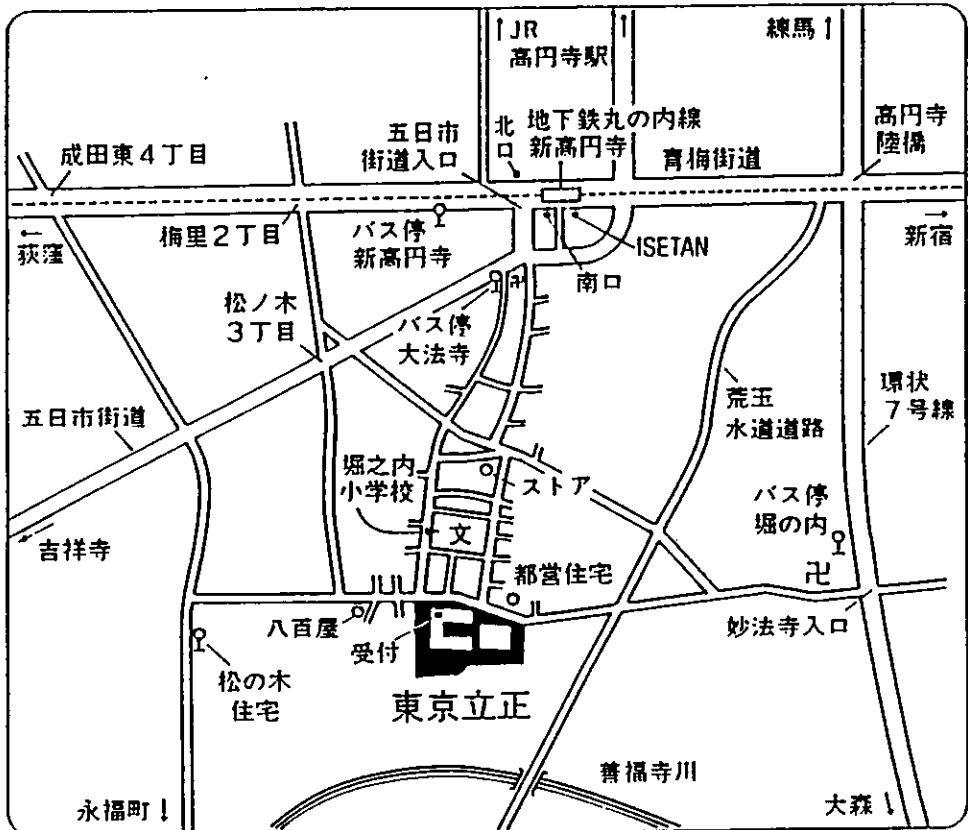 JR
高円寺駅
練馬
高円寺
陸橋
五日市
街道入口
北口
地下鉄丸の内線
新高円寺
青梅街道
成田東4丁目
荻窪
梅里2丁目
バス停
新高円寺
南口
ISETAN
新宿
松ノ木
3丁目
卍
バス停
大法寺
五日市街道
荒玉
水道道路
環状
7号線
堀之内
小学校
ストア
文
バス停
堀の内
卍
吉祥寺
都営住宅
八百屋
受付
妙法寺入口
松の木
住宅
東京立正
善福寺川
永福町
大森